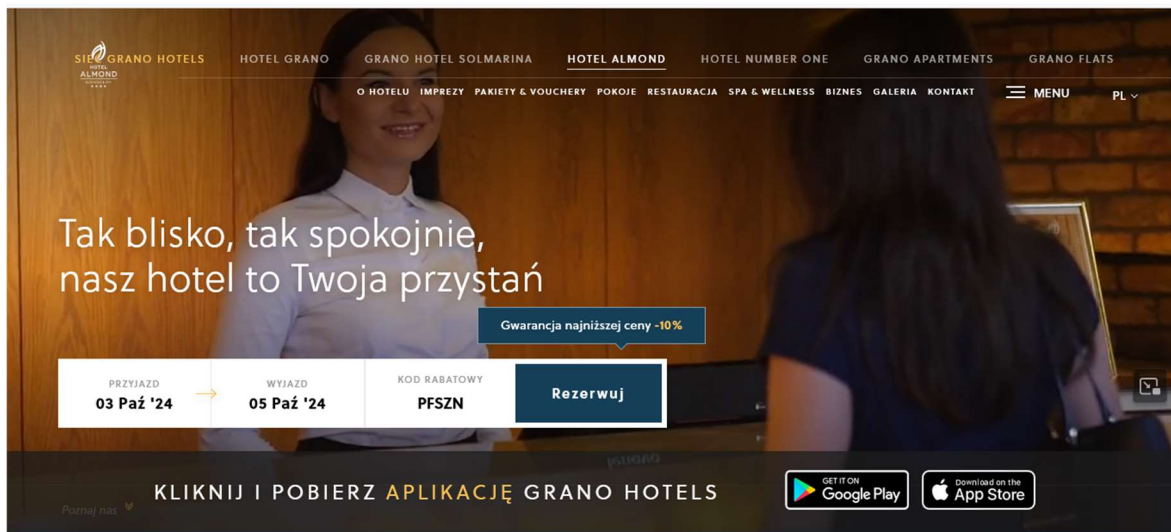 SIEĆ GRANO HOTELS HOTEL GRANO GRANO HOTEL SOLMARINA HOTEL ALMOND HOTEL NUMBER ONE GRANO APARTMENTS GRANO FLATS
HOTEL
ALMOND
O HOTELU IMPREZY PAKIETY & VOUCHERY POKOJE RESTAURACJA SPA & WELLNESS BIZNES GALERIA KONTAKT MENU PL
Tak blisko, tak spokojnie,
nasz hotel to Twoja przystań
Gwarancja najniższej ceny -10%
PRZYJAZD WYJAZD KOD RABATOWY
03 Paź '24 05 Paź '24 PFSZN
Rezerwuj
KLIKNIJ I POBIERZ APLIKACJĘ GRANO HOTELS
GET IT ON
Google Play
Download on the
App Store
Poznaj nas